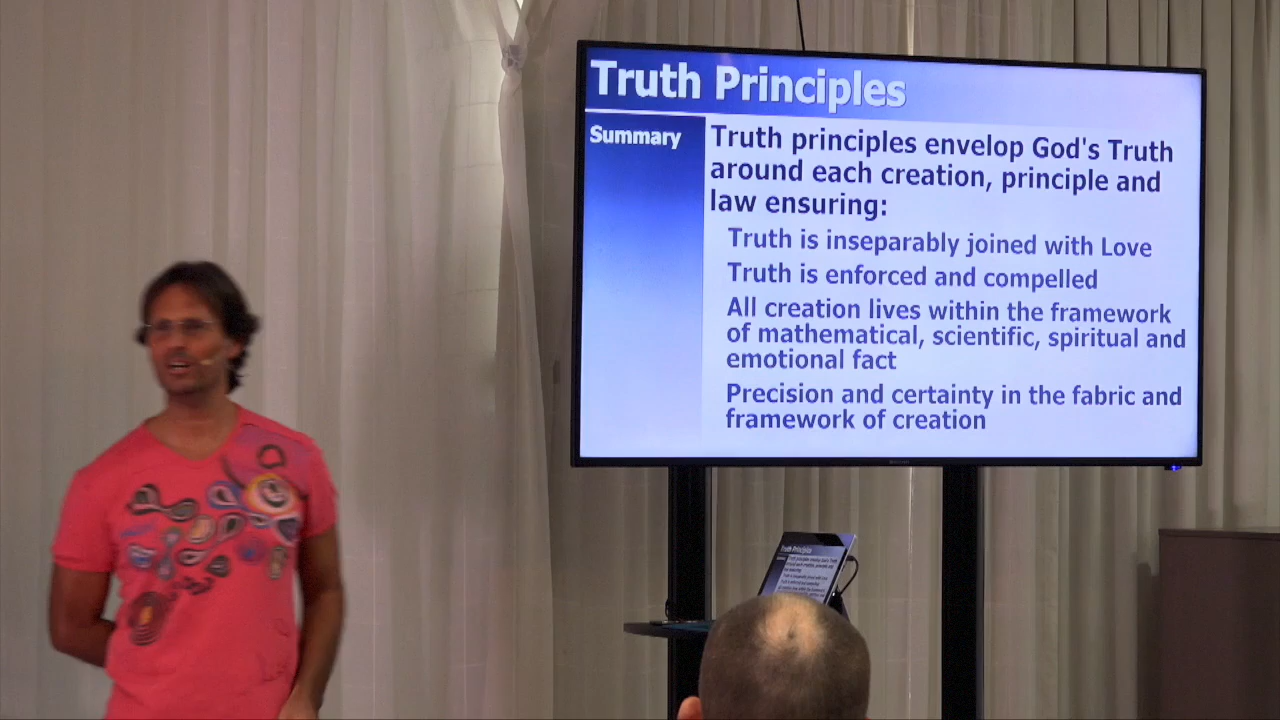 Truth Principles
Summary
Truth principles envelop God's Truth
around each creation, principle and
law ensuring:
Truth is inseparably joined with Love
Truth is enforced and compelled
All creation lives within the framework
of mathematical, scientific, spiritual and
emotional fact
Precision and certainty in the fabric and
framework of creation
Truth Principles